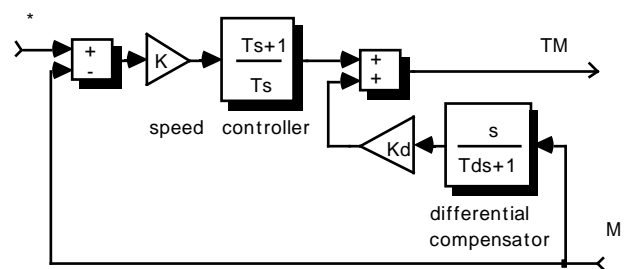 *
+
-
K
Ts+1
Ts
+
+
TM
speed controller
Kd
s
Tds+1
differential
compensator
M